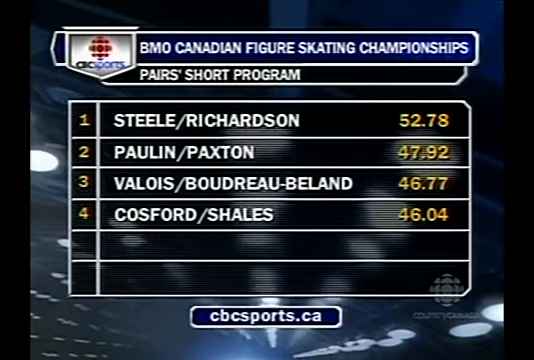 cbcsports
BMO CANADIAN FIGURE SKATING CHAMPIONSHIPS
PAIRS' SHORT PROGRAM
1 STEELE/RICHARDSON 52.78
2 PAULIN/PAXTON 47.92
3 VALOIS/BOUDREAU-BELAND 46.77
4 COSFORD/SHALES 46.04
COUNTRYCANADA
cbcsports.ca